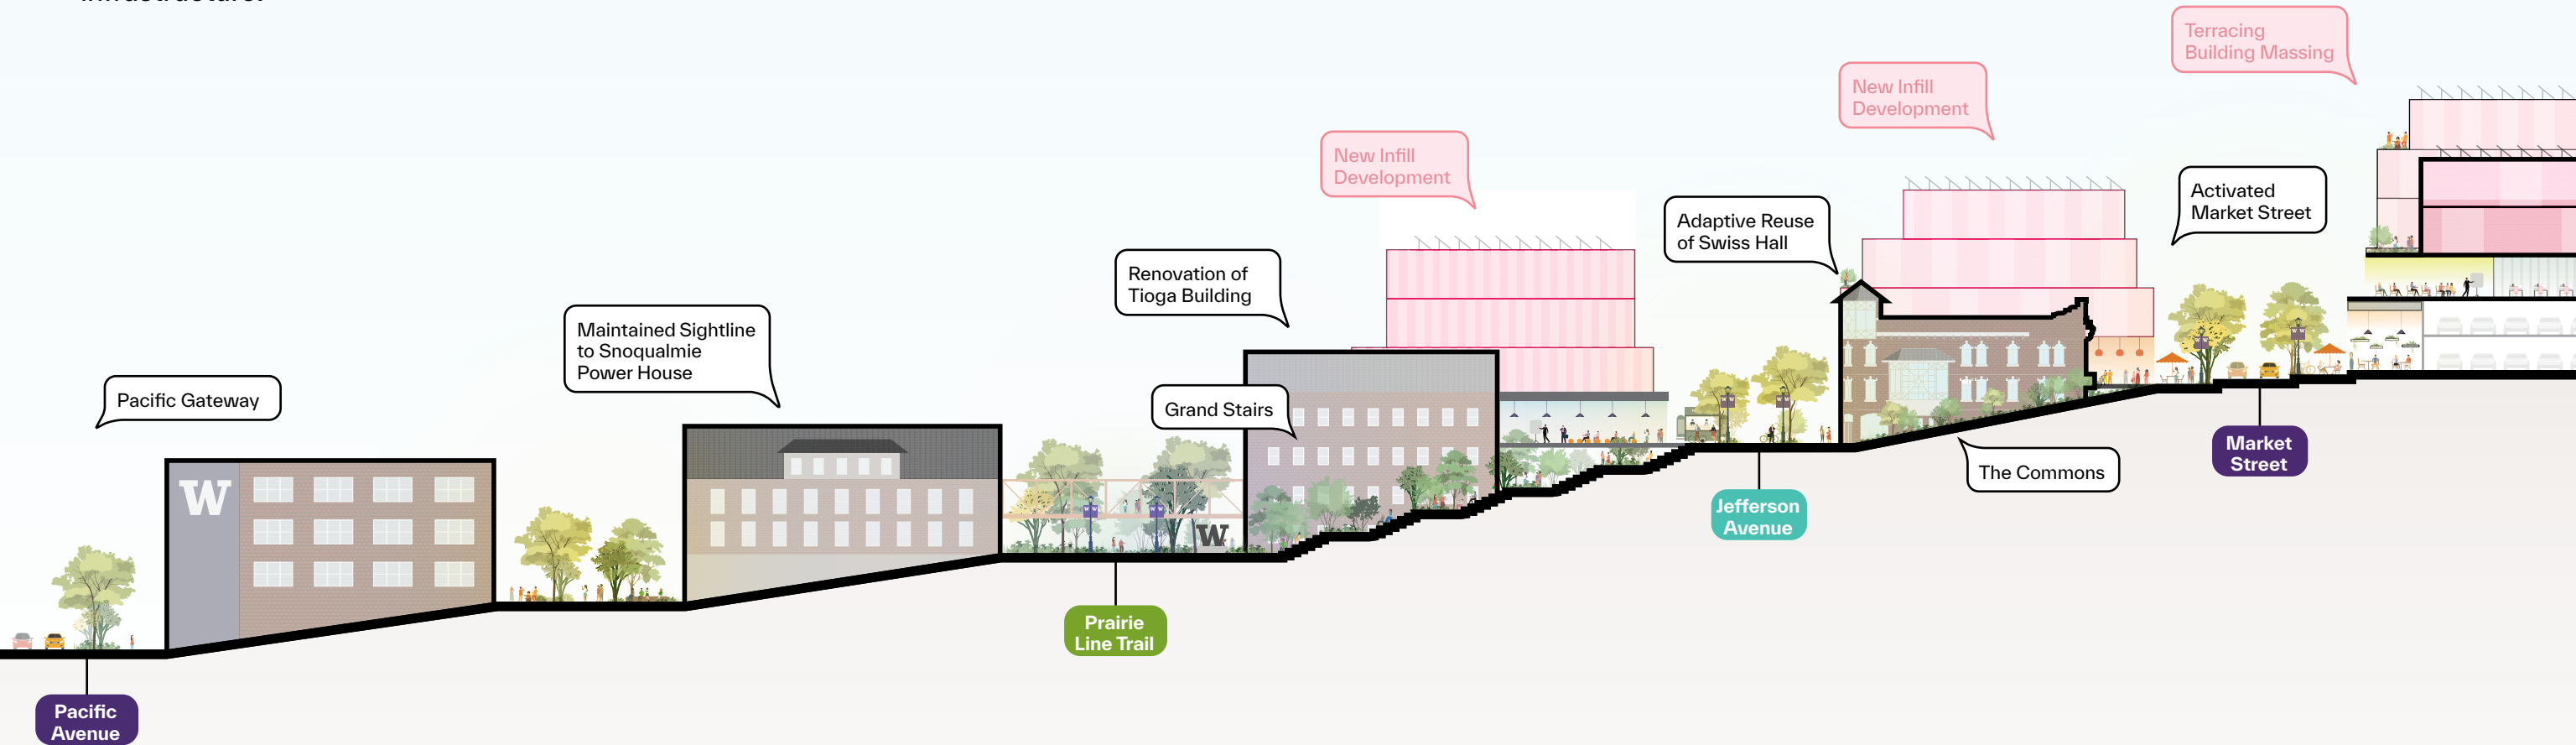 Terracing
Building Massing
New Infill
Development
New Infill
Development
Activated
Market Street
Adaptive Reuse
of Swiss Hall
Renovation of
Tioga Building
Maintained Sightline
to Snoqualmie
Power House
Pacific Gateway
Grand Stairs
The Commons
W
W
Market
Street
Jefferson
Avenue
Prairie
Line Trail
Pacific
Avenue